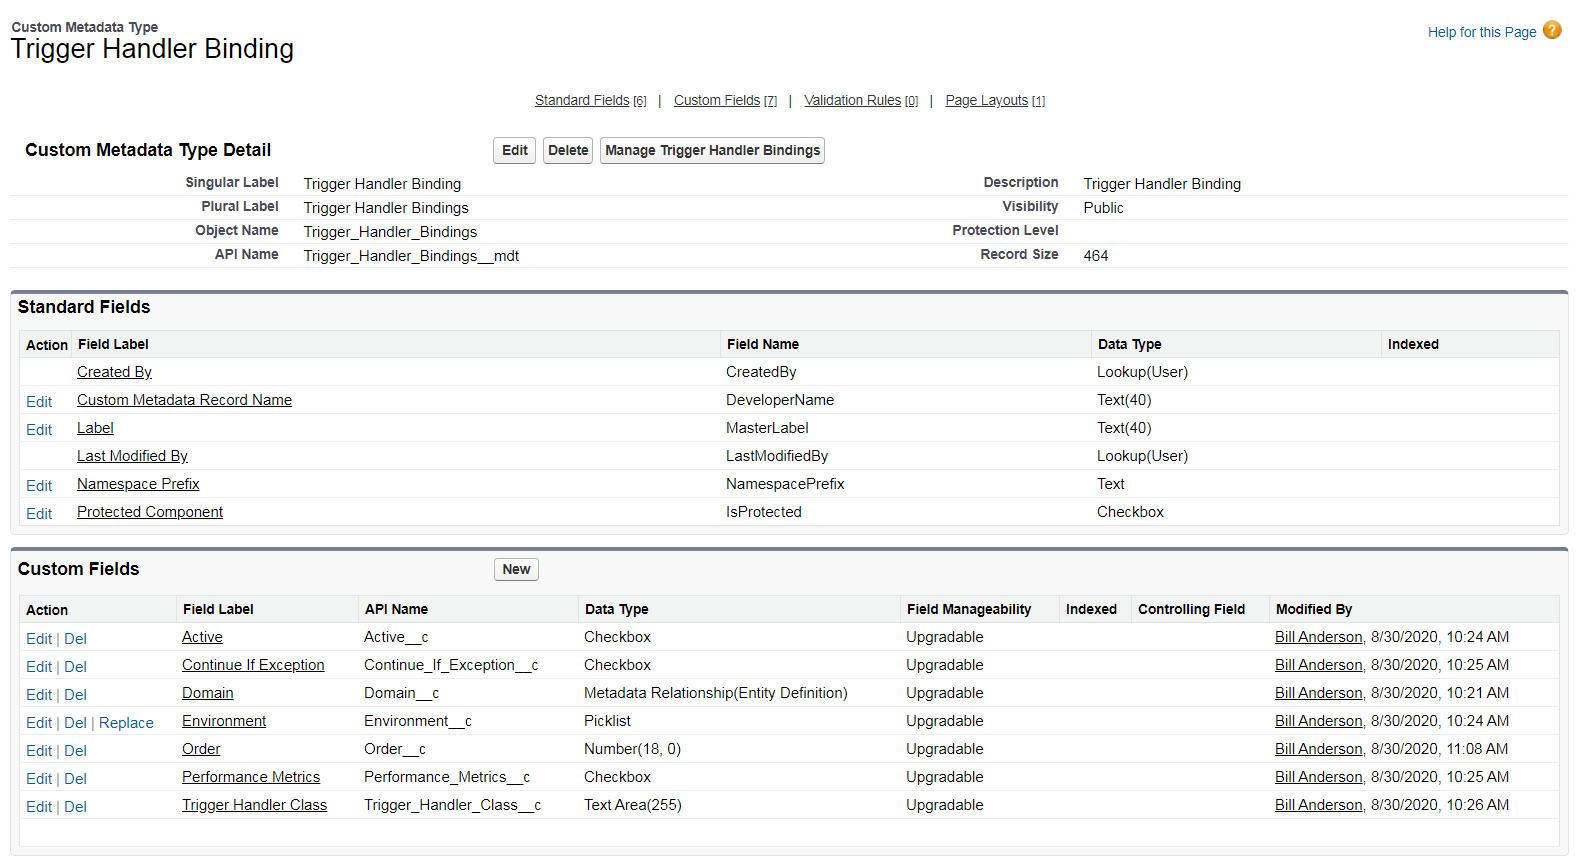 Custom Metadata Type
Trigger Handler Binding
Help for this Page ?
Standard Fields [6] | Custom Fields [7] | Validation Rules [0] | Page Layouts [1]
Custom Metadata Type Detail Edit Delete Manage Trigger Handler Bindings
Singular Label Trigger Handler Binding Description Trigger Handler Binding
Plural Label Trigger Handler Bindings Visibility Public
Object Name Trigger_Handler_Bindings Protection Level
API Name Trigger_Handler_Bindings__mdt Record Size 464
Standard Fields
Action Field Label Field Name Data Type Indexed
Created By CreatedBy Lookup(User)
Edit Custom Metadata Record Name DeveloperName Text(40)
Edit Label MasterLabel Text(40)
Last Modified By LastModifiedBy Lookup(User)
Edit Namespace Prefix NamespacePrefix Text
Edit Protected Component IsProtected Checkbox
Custom Fields New
Action Field Label API Name Data Type Field Manageability Indexed Controlling Field Modified By
Edit | Del Active Active__c Checkbox Upgradable Bill Anderson, 8/30/2020, 10:24 AM
Edit | Del Continue If Exception Continue_If_Exception__c Checkbox Upgradable Bill Anderson, 8/30/2020, 10:25 AM
Edit | Del Domain Domain__c Metadata Relationship(Entity Definition) Upgradable Bill Anderson, 8/30/2020, 10:21 AM
Edit | Del | Replace Environment Environment__c Picklist Upgradable Bill Anderson, 8/30/2020, 10:24 AM
Edit | Del Order Order__c Number(18, 0) Upgradable Bill Anderson, 8/30/2020, 11:08 AM
Edit | Del Performance Metrics Performance_Metrics__c Checkbox Upgradable Bill Anderson, 8/30/2020, 10:25 AM
Edit | Del Trigger Handler Class Trigger_Handler_Class__c Text Area(255) Upgradable Bill Anderson, 8/30/2020, 10:26 AM